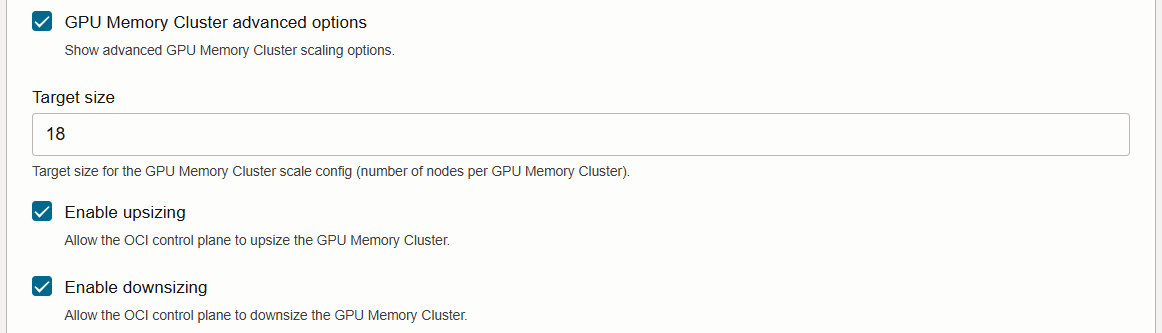 GPU Memory Cluster advanced options
Show advanced GPU Memory Cluster scaling options.
Target size
18
Target size for the GPU Memory Cluster scale config (number of nodes per GPU Memory Cluster).
Enable upsizing
Allow the OCI control plane to upsize the GPU Memory Cluster.
Enable downsizing
Allow the OCI control plane to downsize the GPU Memory Cluster.